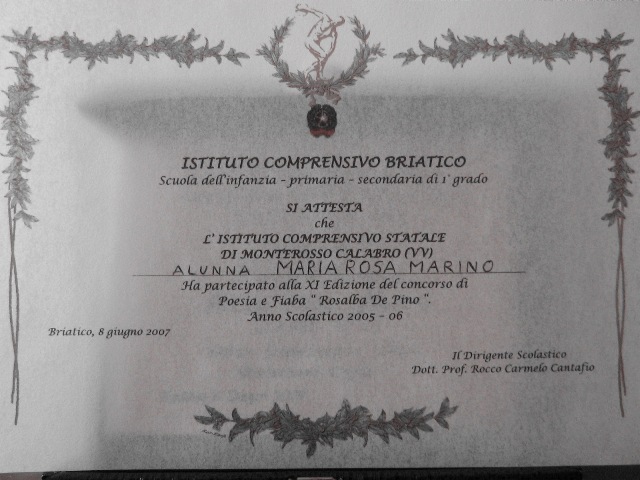 ISTITUTO COMPRENSIVO BRIATICO
Scuola dell'infanzia - primaria - secondaria di 1° grado
SI ATTESTA
che
L' ISTITUTO COMPRENSIVO STATALE
DI MONTEROSSO CALABRO (VV)
ALUNNA MARIA ROSA MARINO
Ha partecipato alla XI Edizione del concorso di
Poesia e Fiaba " Rosalba De Pino ".
Anno Scolastico 2005 - 06
Briatico, 8 giugno 2007
Il Dirigente Scolastico
Dott. Prof. Rocco Carmelo Cantafio